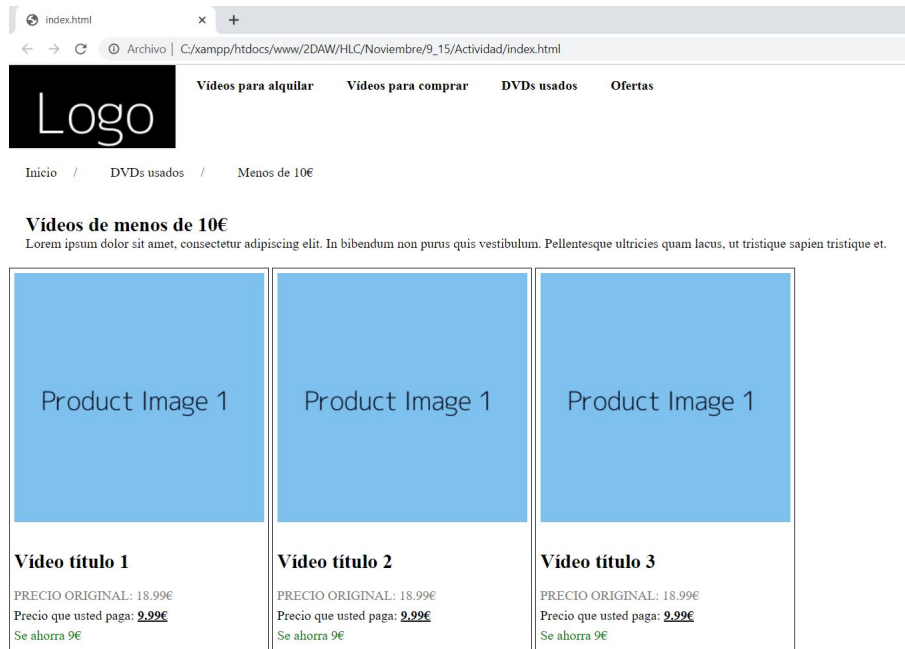 index.html
Archivo | C:/xampp/htdocs/www/2DAW/HLC/Noviembre/9_15/Actividad/index.html
Logo
Vídeos para alquilar Vídeos para comprar DVDs usados Ofertas
Inicio / DVDs usados / Menos de 10€
Vídeos de menos de 10€
Lorem ipsum dolor sit amet, consectetur adipiscing elit. In bibendum non purus quis vestibulum. Pellentesque ultricies quam lacus, ut tristique sapien tristique et.
Product Image 1 Product Image 1 Product Image 1
Vídeo título 1 Vídeo título 2 Vídeo título 3
PRECIO ORIGINAL: 18.99€ PRECIO ORIGINAL: 18.99€ PRECIO ORIGINAL: 18.99€
Precio que usted paga: 9.99€ Precio que usted paga: 9.99€ Precio que usted paga: 9.99€
Se ahorra 9€ Se ahorra 9€ Se ahorra 9€